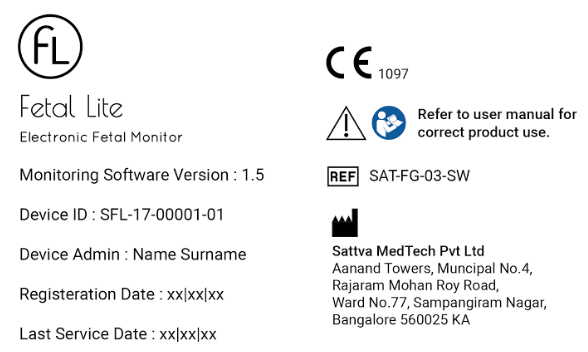 FL
Fetal Lite
Electronic Fetal Monitor
Monitoring Software Version : 1.5
Device ID : SFL-17-00001-01
Device Admin : Name Surname
Registeration Date : xx|xx|xx
Last Service Date : xx|xx|xx
CE 1097
Refer to user manual for
correct product use.
REF SAT-FG-03-SW
Sattva MedTech Pvt Ltd
Aanand Towers, Muncipal No.4,
Rajaram Mohan Roy Road,
Ward No.77, Sampangiram Nagar,
Bangalore 560025 KA